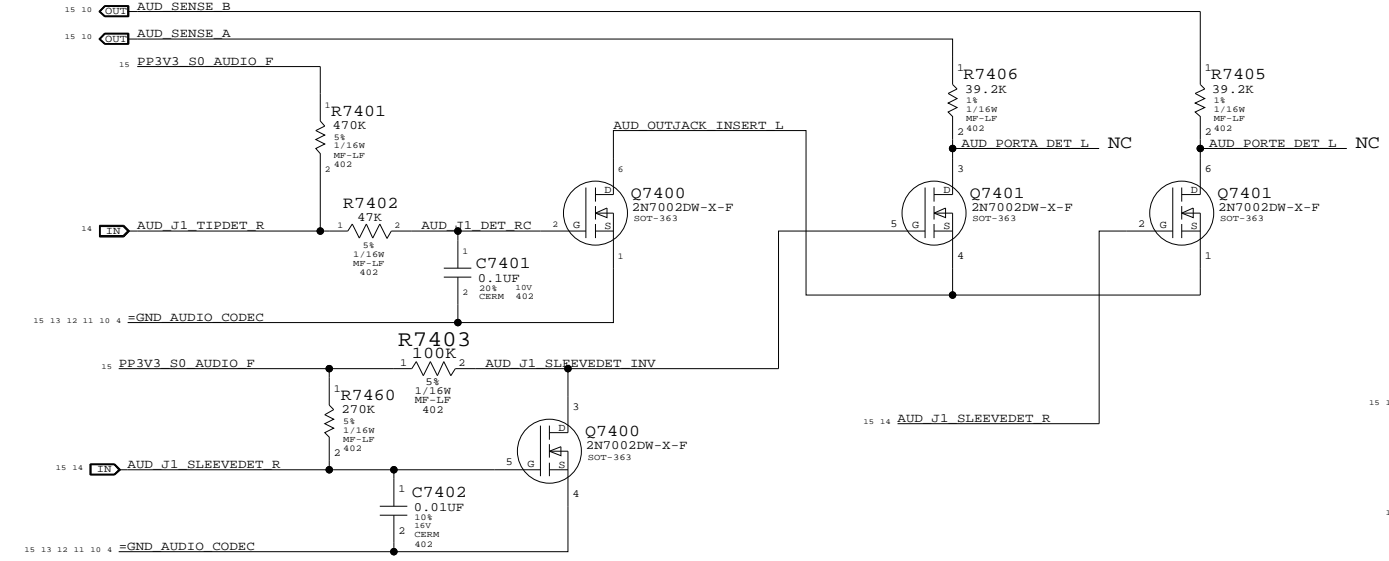 15 10 OUT AUD_SENSE_B
15 10 OUT AUD_SENSE_A
15 PP3V3_S0_AUDIO_F
1 R7401
470K
5%
1/16W
MF-LF
2 402
1 R7406
39.2K
1%
1/16W
MF-LF
2 402
1 R7405
39.2K
1%
1/16W
MF-LF
2 402
AUD_OUTJACK_INSERT_L
AUD_PORTA_DET_L NC
AUD_PORTE_DET_L NC
14 IN AUD_J1_TIPDET_R
R7402
47K
1 2
5%
1/16W
MF-LF
402
AUD_J1_DET_RC
6
D
Q7400
2N7002DW-X-F
SOT-363
2 G S
1
3
D
Q7401
2N7002DW-X-F
SOT-363
5 G S
4
6
D
Q7401
2N7002DW-X-F
SOT-363
2 G S
1
1 C7401
0.1UF
20% 10V
2 CERM 402
15 13 12 11 10 4 =GND_AUDIO_CODEC
R7403
100K
15 PP3V3_S0_AUDIO_F
1 2
AUD_J1_SLEEVEDET_INV
5%
1/16W
MF-LF
402
1 R7460
270K
5%
1/16W
MF-LF
2 402
3
D
Q7400
2N7002DW-X-F
SOT-363
5 G S
4
15 14 AUD_J1_SLEEVEDET_R
15 1
15 14 IN AUD_J1_SLEEVEDET_R
1 C7402
0.01UF
10%
16V
2 CERM
402
1
15 13 12 11 10 4 =GND_AUDIO_CODEC